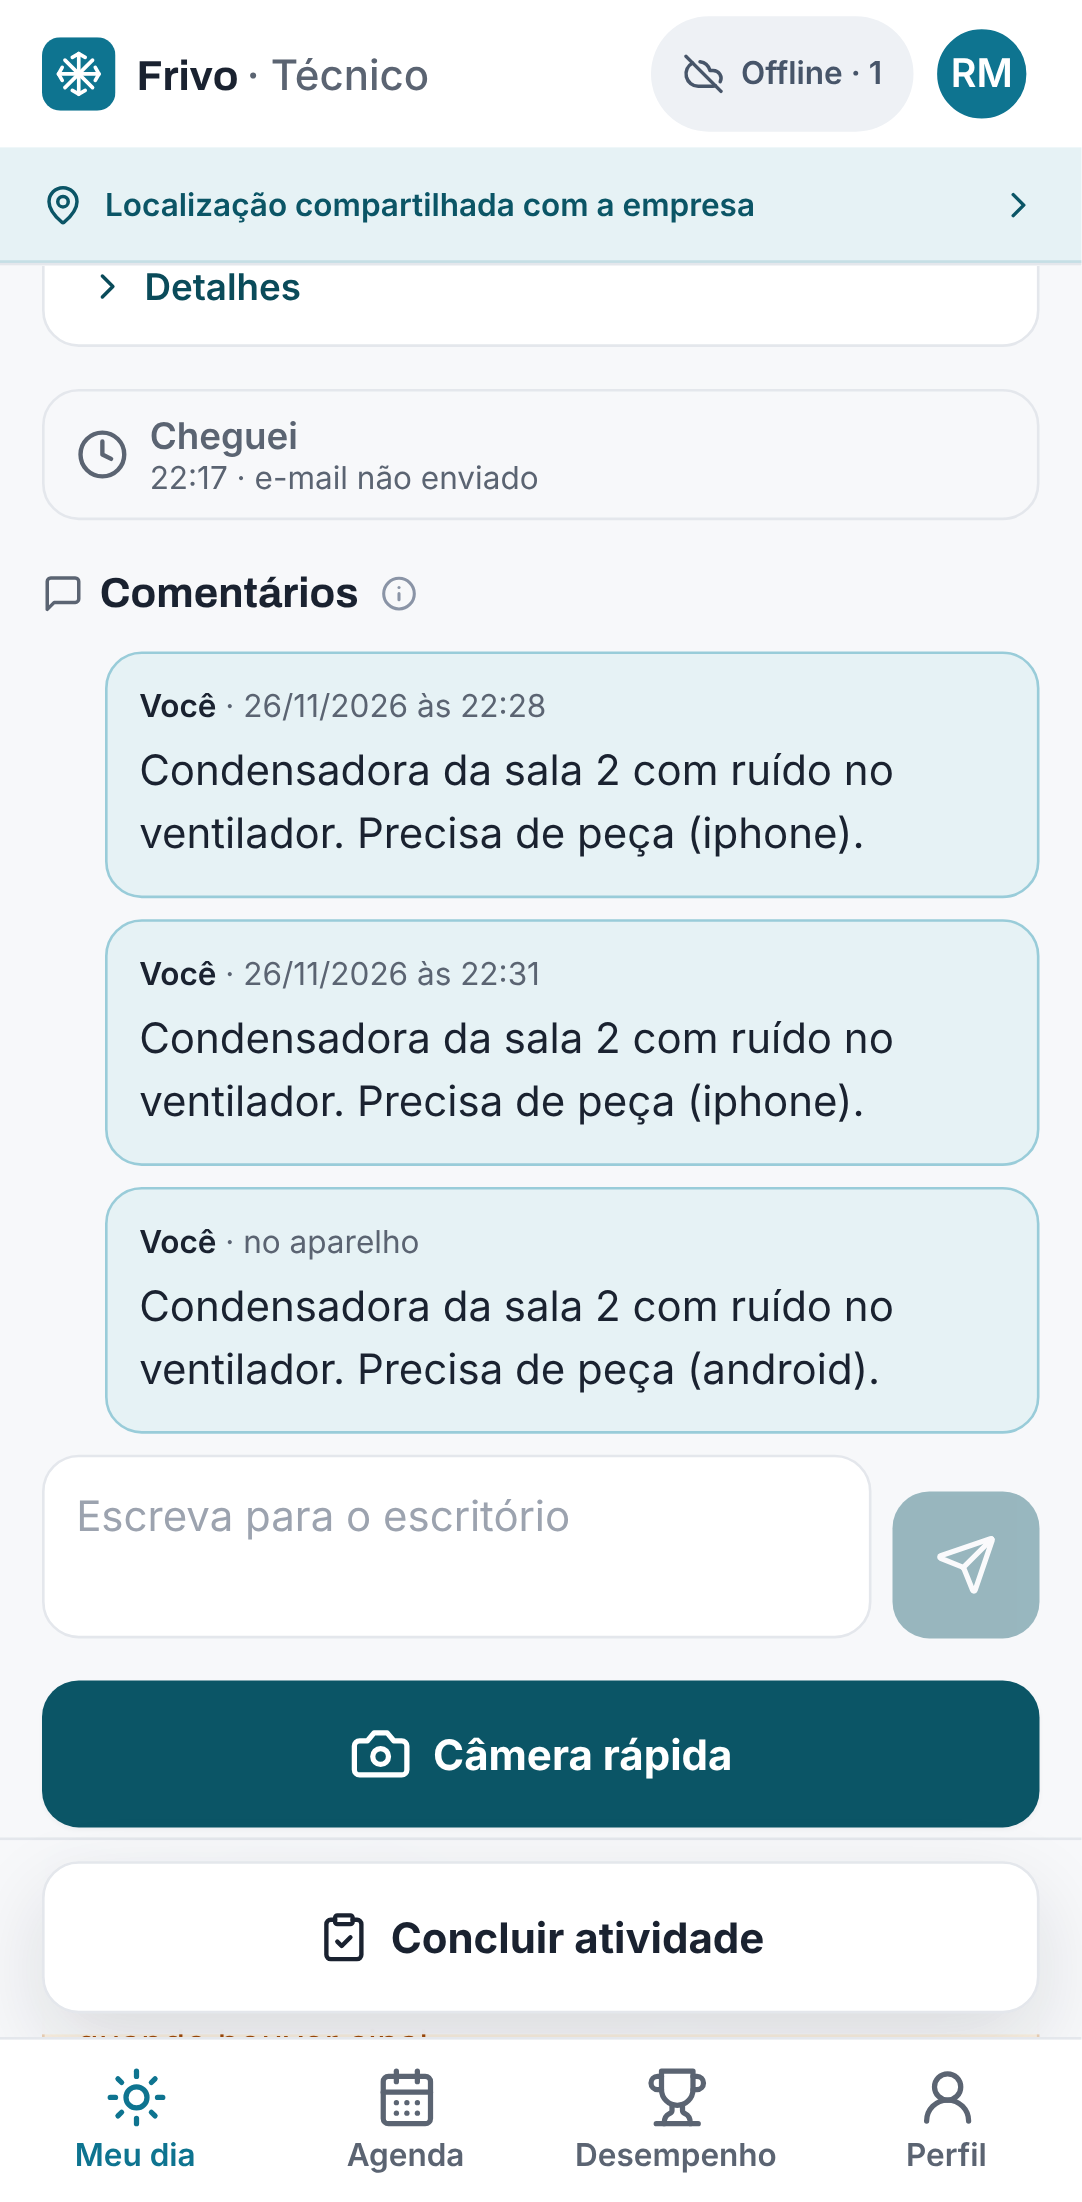 Frivo · Técnico
Offline · 1
RM
Localização compartilhada com a empresa
Detalhes
Cheguei
22:17 · e-mail não enviado
Comentários
Você · 26/11/2026 às 22:28
Condensadora da sala 2 com ruído no
ventilador. Precisa de peça (iphone).
Você · 26/11/2026 às 22:31
Condensadora da sala 2 com ruído no
ventilador. Precisa de peça (iphone).
Você · no aparelho
Condensadora da sala 2 com ruído no
ventilador. Precisa de peça (android).
Escreva para o escritório
Câmera rápida
Concluir atividade
Meu dia
Agenda
Desempenho
Perfil